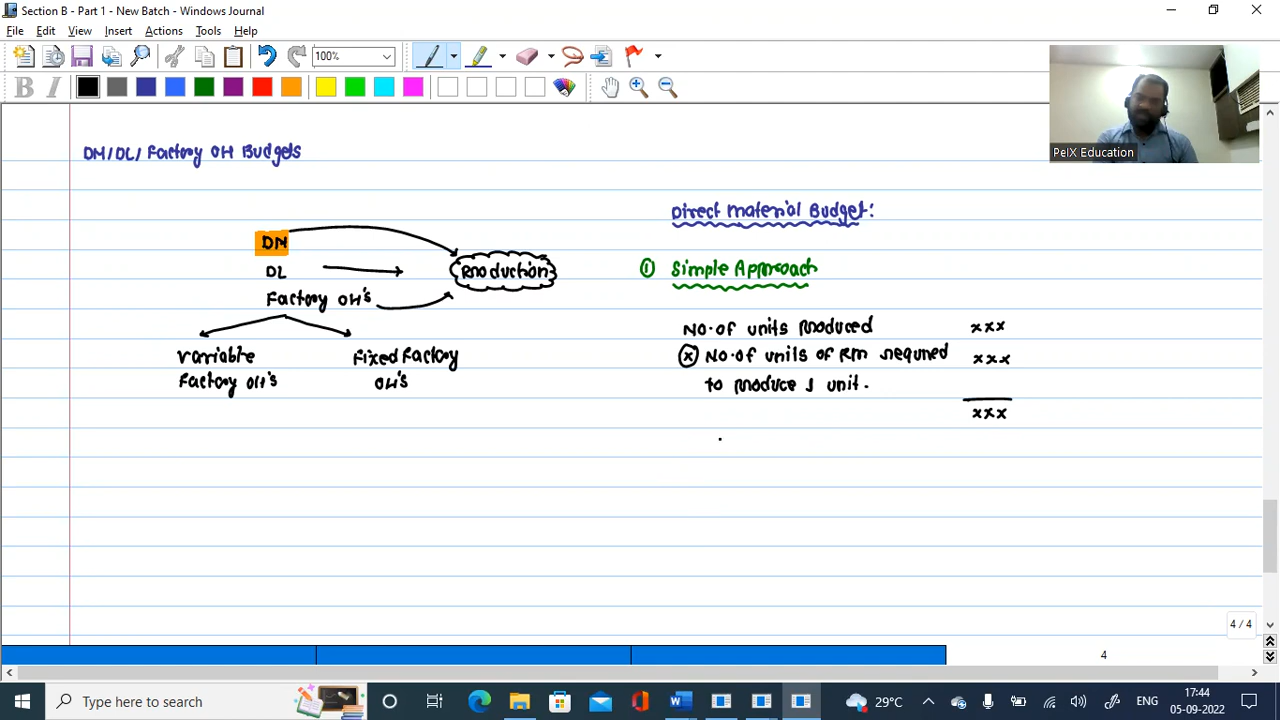 Section B - Part 1 - New Batch - Windows Journal
File Edit View Insert Actions Tools Help
100%
B I
PelX Education
DM/DL/Factory OH Budgets
Direct Material Budget:
DM
① Simple Approach
DL
Production
Factory OH's
No. of units produced xxx
Variable Factory OH's
Fixed Factory OH's
ⓧ No. of units of RM required xxx
to produce 1 unit.
xxx
4 / 4
4
Type here to search
29°C
ENG
17:44
05-09-2022